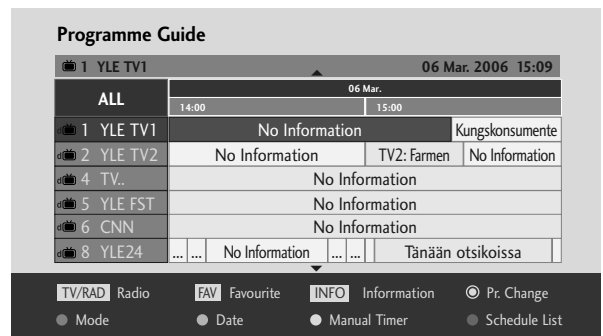 Programme Guide
1 YLE TV1 06 Mar. 2006 15:09
ALL 06 Mar.
14:00 15:00
1 YLE TV1 No Information Kungskonsumente
2 YLE TV2 No Information TV2: Farmen No Information
4 TV.. No Information
5 YLE FST No Information
6 CNN No Information
8 YLE24 ... ... No Information ... ... Tänään otsikoissa
TV/RAD Radio FAV Favourite INFO Inforrmation Pr. Change
Mode Date Manual Timer Schedule List